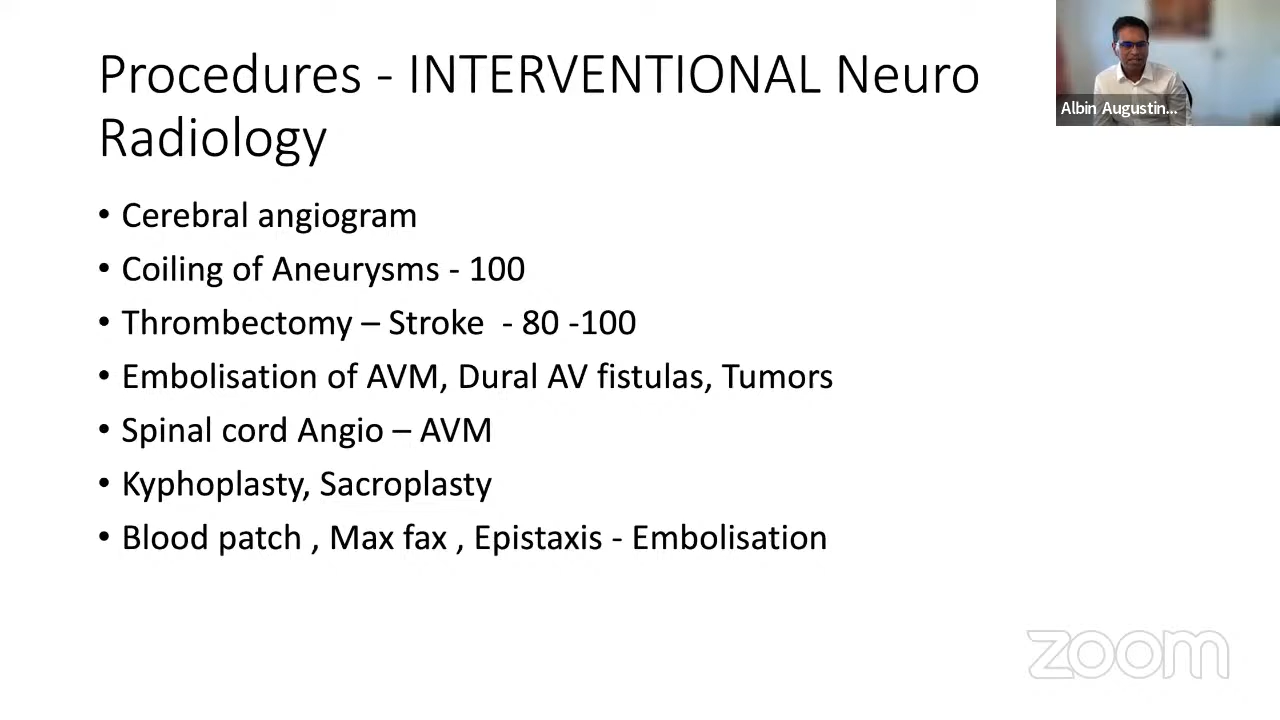 Procedures - INTERVENTIONAL Neuro
Radiology
• Cerebral angiogram
• Coiling of Aneurysms - 100
• Thrombectomy – Stroke  - 80 -100
• Embolisation of AVM, Dural AV fistulas, Tumors
• Spinal cord Angio – AVM
• Kyphoplasty, Sacroplasty
• Blood patch , Max fax , Epistaxis - Embolisation
Albin Augustin...
zoom